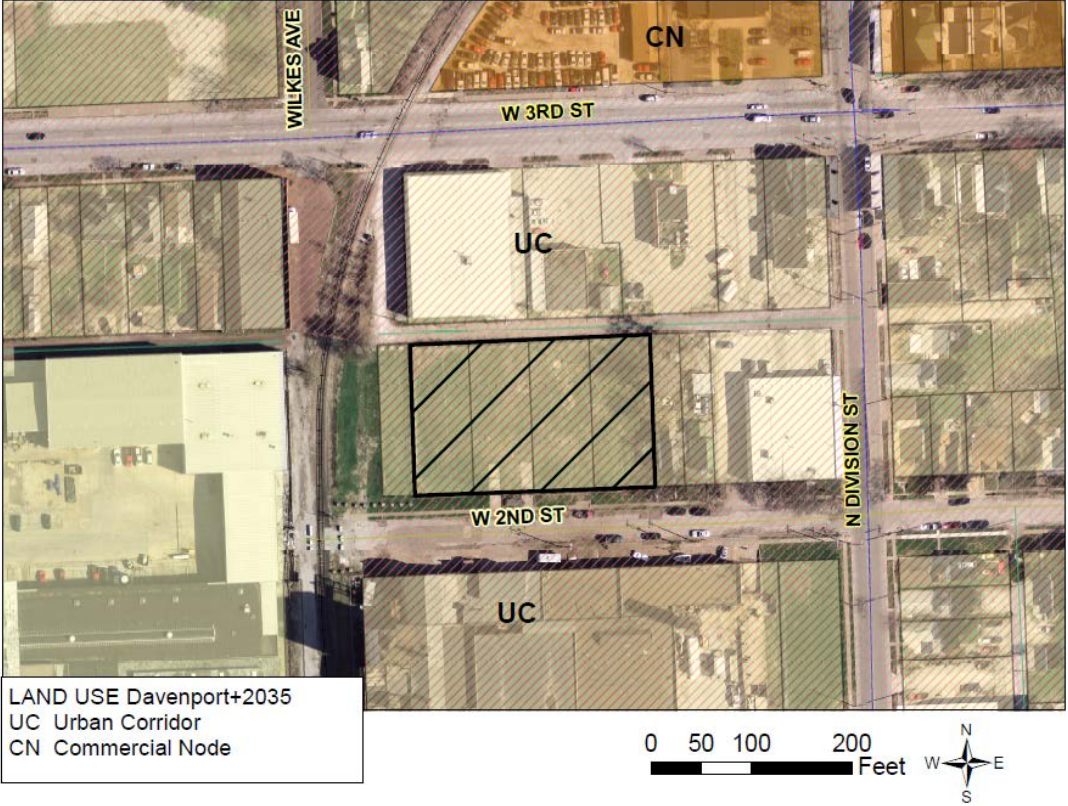 CN
WILKES AVE
W 3RD ST
UC
N DIVISION ST
W 2ND ST
UC
LAND USE Davenport+2035
UC Urban Corridor
CN Commercial Node
0 50 100 200
Feet
N
W E
S